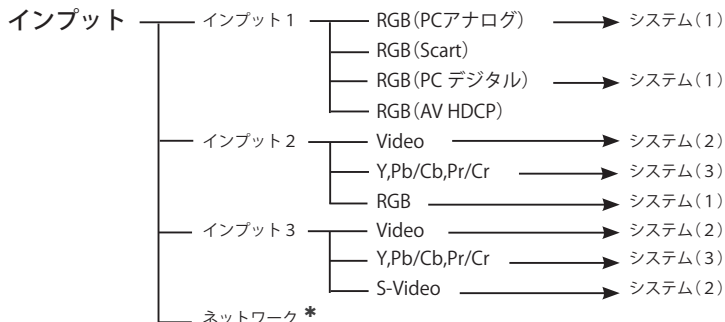 インプット インプット1 RGB(PCアナログ) システム(1)
RGB(Scart)
RGB(PC デジタル) システム(1)
RGB(AV HDCP)
インプット2 Video システム(2)
Y,Pb/Cb,Pr/Cr システム(3)
RGB システム(1)
インプット3 Video システム(2)
Y,Pb/Cb,Pr/Cr システム(3)
S-Video システム(2)
ネットワーク *